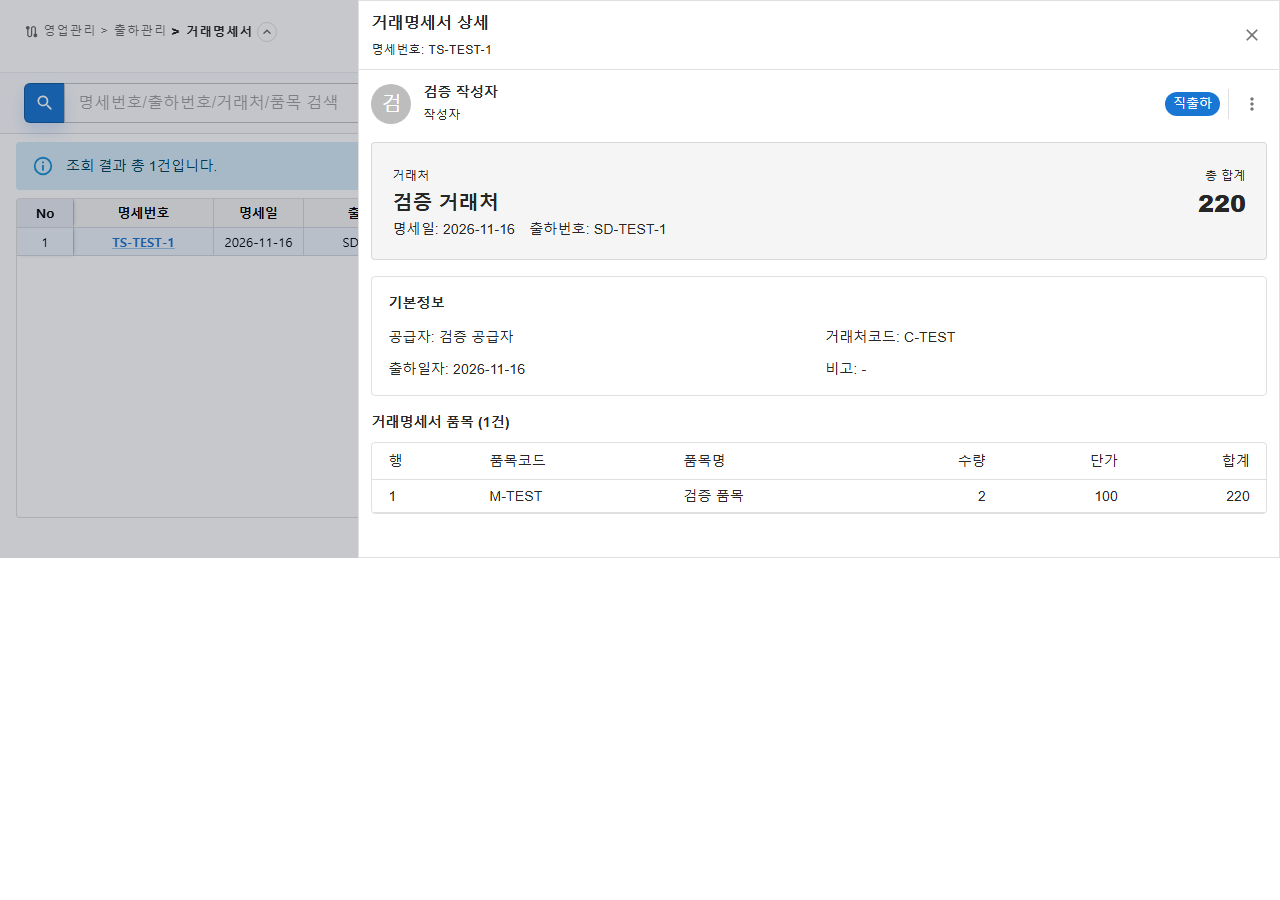 영업관리 > 출하관리 > 거래명세서
명세번호/출하번호/거래처/품목 검색
조회 결과 총 1건입니다.
No 명세번호 명세일
1 TS-TEST-1 2026-11-16 SD
거래명세서 상세
명세번호: TS-TEST-1
검
검증 작성자
작성자
직출하
거래처
검증 거래처
명세일: 2026-11-16 출하번호: SD-TEST-1
총 합계
220
기본정보
공급자: 검증 공급자 거래처코드: C-TEST
출하일자: 2026-11-16 비고: -
거래명세서 품목 (1건)
행 품목코드 품목명 수량 단가 합계
1 M-TEST 검증 품목 2 100 220